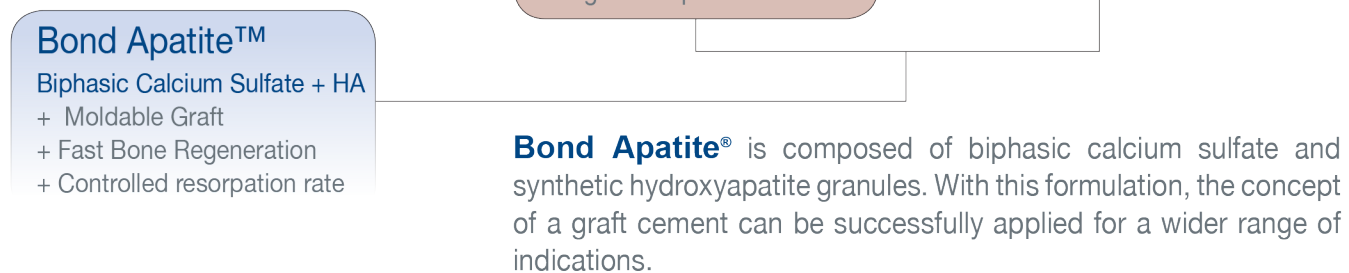 Bond Apatite™
Biphasic Calcium Sulfate + HA
+ Moldable Graft
+ Fast Bone Regeneration
+ Controlled resorpation rate
Bond Apatite® is composed of biphasic calcium sulfate and
synthetic hydroxyapatite granules. With this formulation, the concept
of a graft cement can be successfully applied for a wider range of
indications.